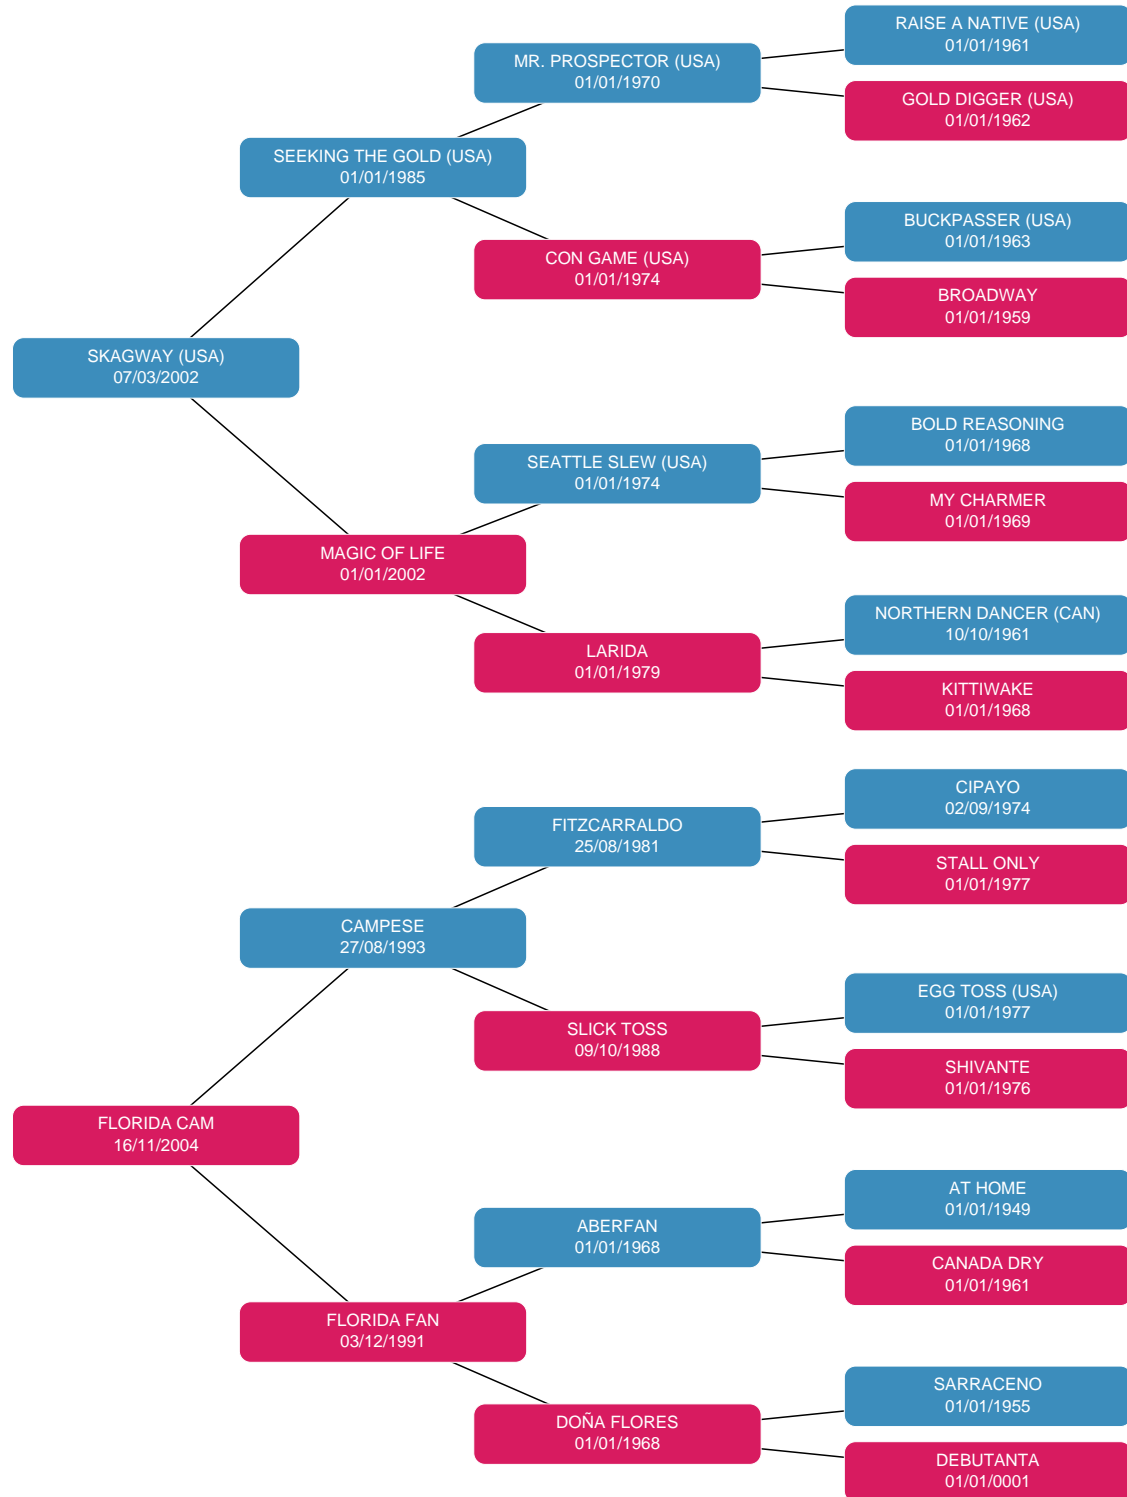 RAISE A NATIVE (USA)
01/01/1961
MR. PROSPECTOR (USA)
01/01/1970
GOLD DIGGER (USA)
01/01/1962
SEEKING THE GOLD (USA)
01/01/1985
BUCKPASSER (USA)
01/01/1963
CON GAME (USA)
01/01/1974
BROADWAY
01/01/1959
SKAGWAY (USA)
07/03/2002
BOLD REASONING
01/01/1968
SEATTLE SLEW (USA)
01/01/1974
MY CHARMER
01/01/1969
MAGIC OF LIFE
01/01/2002
NORTHERN DANCER (CAN)
10/10/1961
LARIDA
01/01/1979
KITTIWAKE
01/01/1968
CIPAYO
02/09/1974
FITZCARRALDO
25/08/1981
STALL ONLY
01/01/1977
CAMPESE
27/08/1993
EGG TOSS (USA)
01/01/1977
SLICK TOSS
09/10/1988
SHIVANTE
01/01/1976
FLORIDA CAM
16/11/2004
AT HOME
01/01/1949
ABERFAN
01/01/1968
CANADA DRY
01/01/1961
FLORIDA FAN
03/12/1991
SARRACENO
01/01/1955
DOÑA FLORES
01/01/1968
DEBUTANTA
01/01/0001